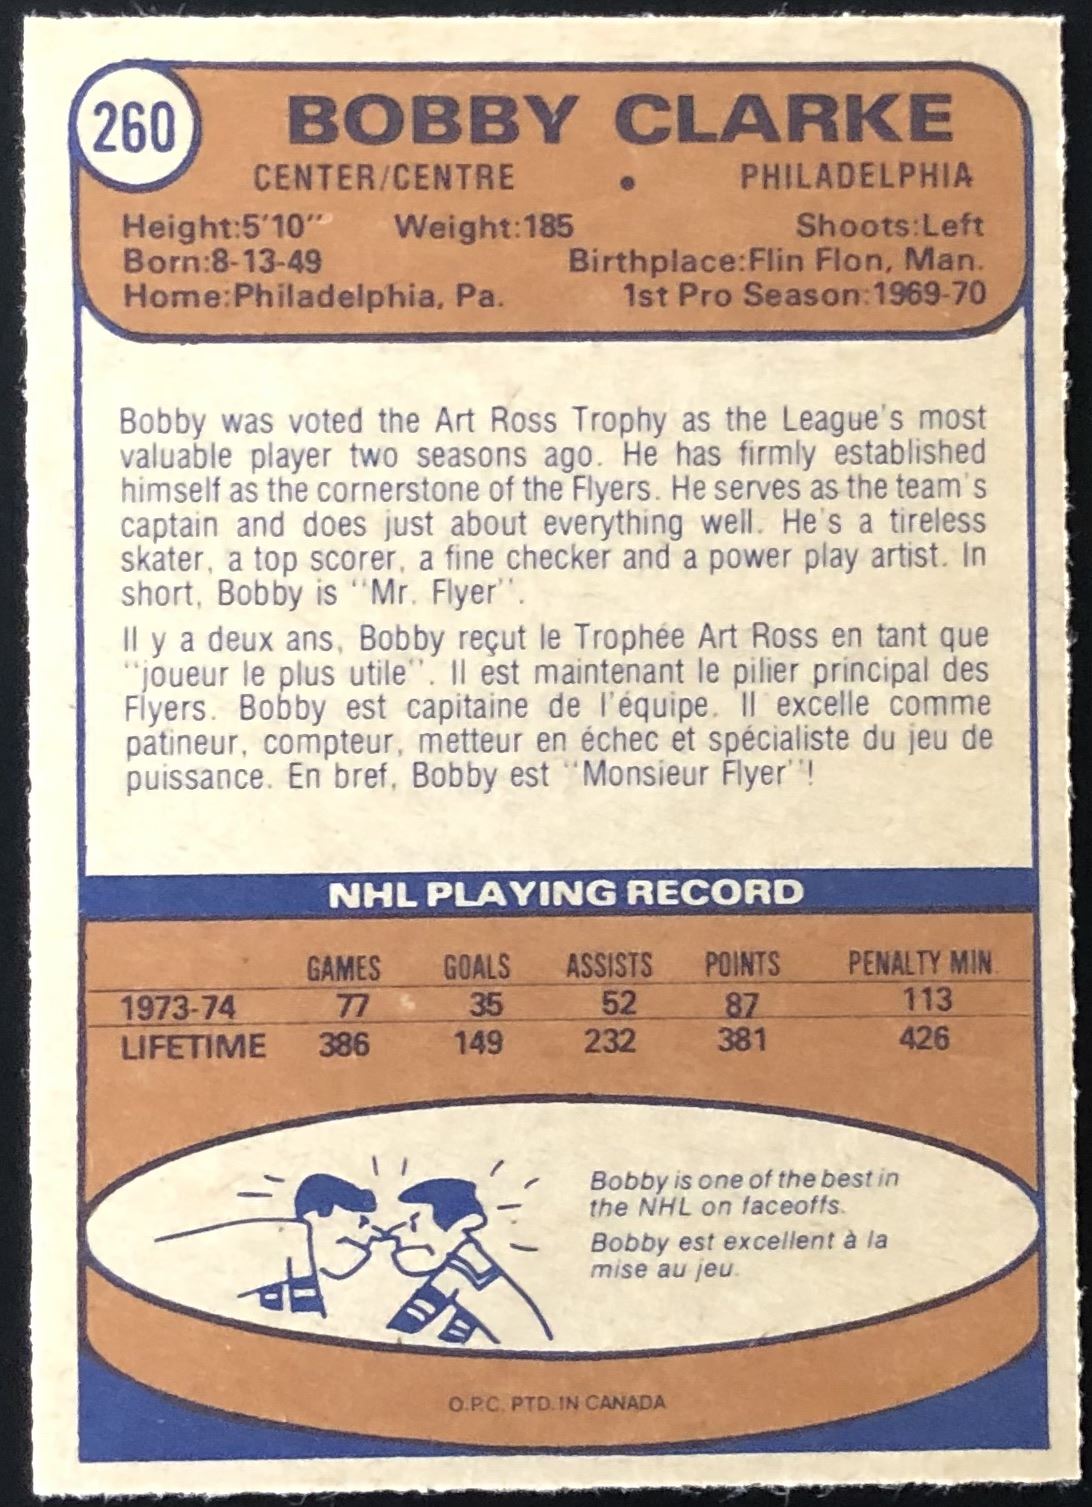 260
BOBBY CLARKE
CENTER/CENTRE • PHILADELPHIA
Height:5'10" Weight:185 Shoots:Left
Born:8-13-49 Birthplace:Flin Flon, Man.
Home:Philadelphia, Pa. 1st Pro Season:1969-70
Bobby was voted the Art Ross Trophy as the League's most
valuable player two seasons ago. He has firmly established
himself as the cornerstone of the Flyers. He serves as the team's
captain and does just about everything well. He's a tireless
skater, a top scorer, a fine checker and a power play artist. In
short, Bobby is "Mr. Flyer".
Il y a deux ans, Bobby reçut le Trophée Art Ross en tant que
"joueur le plus utile". Il est maintenant le pilier principal des
Flyers. Bobby est capitaine de l'équipe. Il excelle comme
patineur, compteur, metteur en échec et spécialiste du jeu de
puissance. En bref, Bobby est "Monsieur Flyer"!
NHL PLAYING RECORD
GAMES GOALS ASSISTS POINTS PENALTY MIN.
1973-74 77 35 52 87 113
LIFETIME 386 149 232 381 426
Bobby is one of the best in
the NHL on faceoffs.
Bobby est excellent à la
mise au jeu.
O.P.C. PTD. IN CANADA